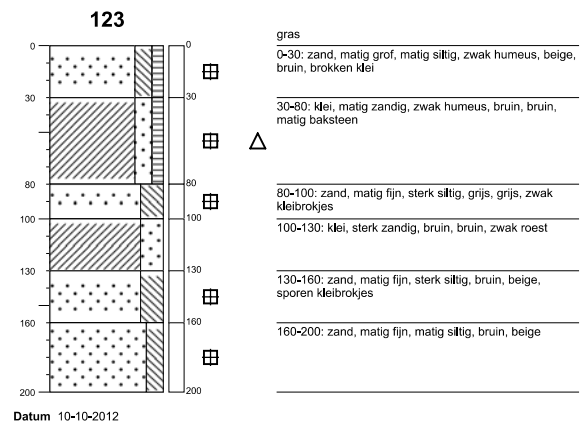 123
gras
0
0
0-30: zand, matig grof, matig siltig, zwak humeus, beige,
bruin, brokken klei
30
30
30-80: klei, matig zandig, zwak humeus, bruin, bruin,
matig baksteen
80
80
80-100: zand, matig fijn, sterk siltig, grijs, grijs, zwak
kleibrokjes
100
100
100-130: klei, sterk zandig, bruin, bruin, zwak roest
130
130
130-160: zand, matig fijn, sterk siltig, bruin, beige,
sporen kleibrokjes
160
160
160-200: zand, matig fijn, matig siltig, bruin, beige
200
200
Datum 10-10-2012